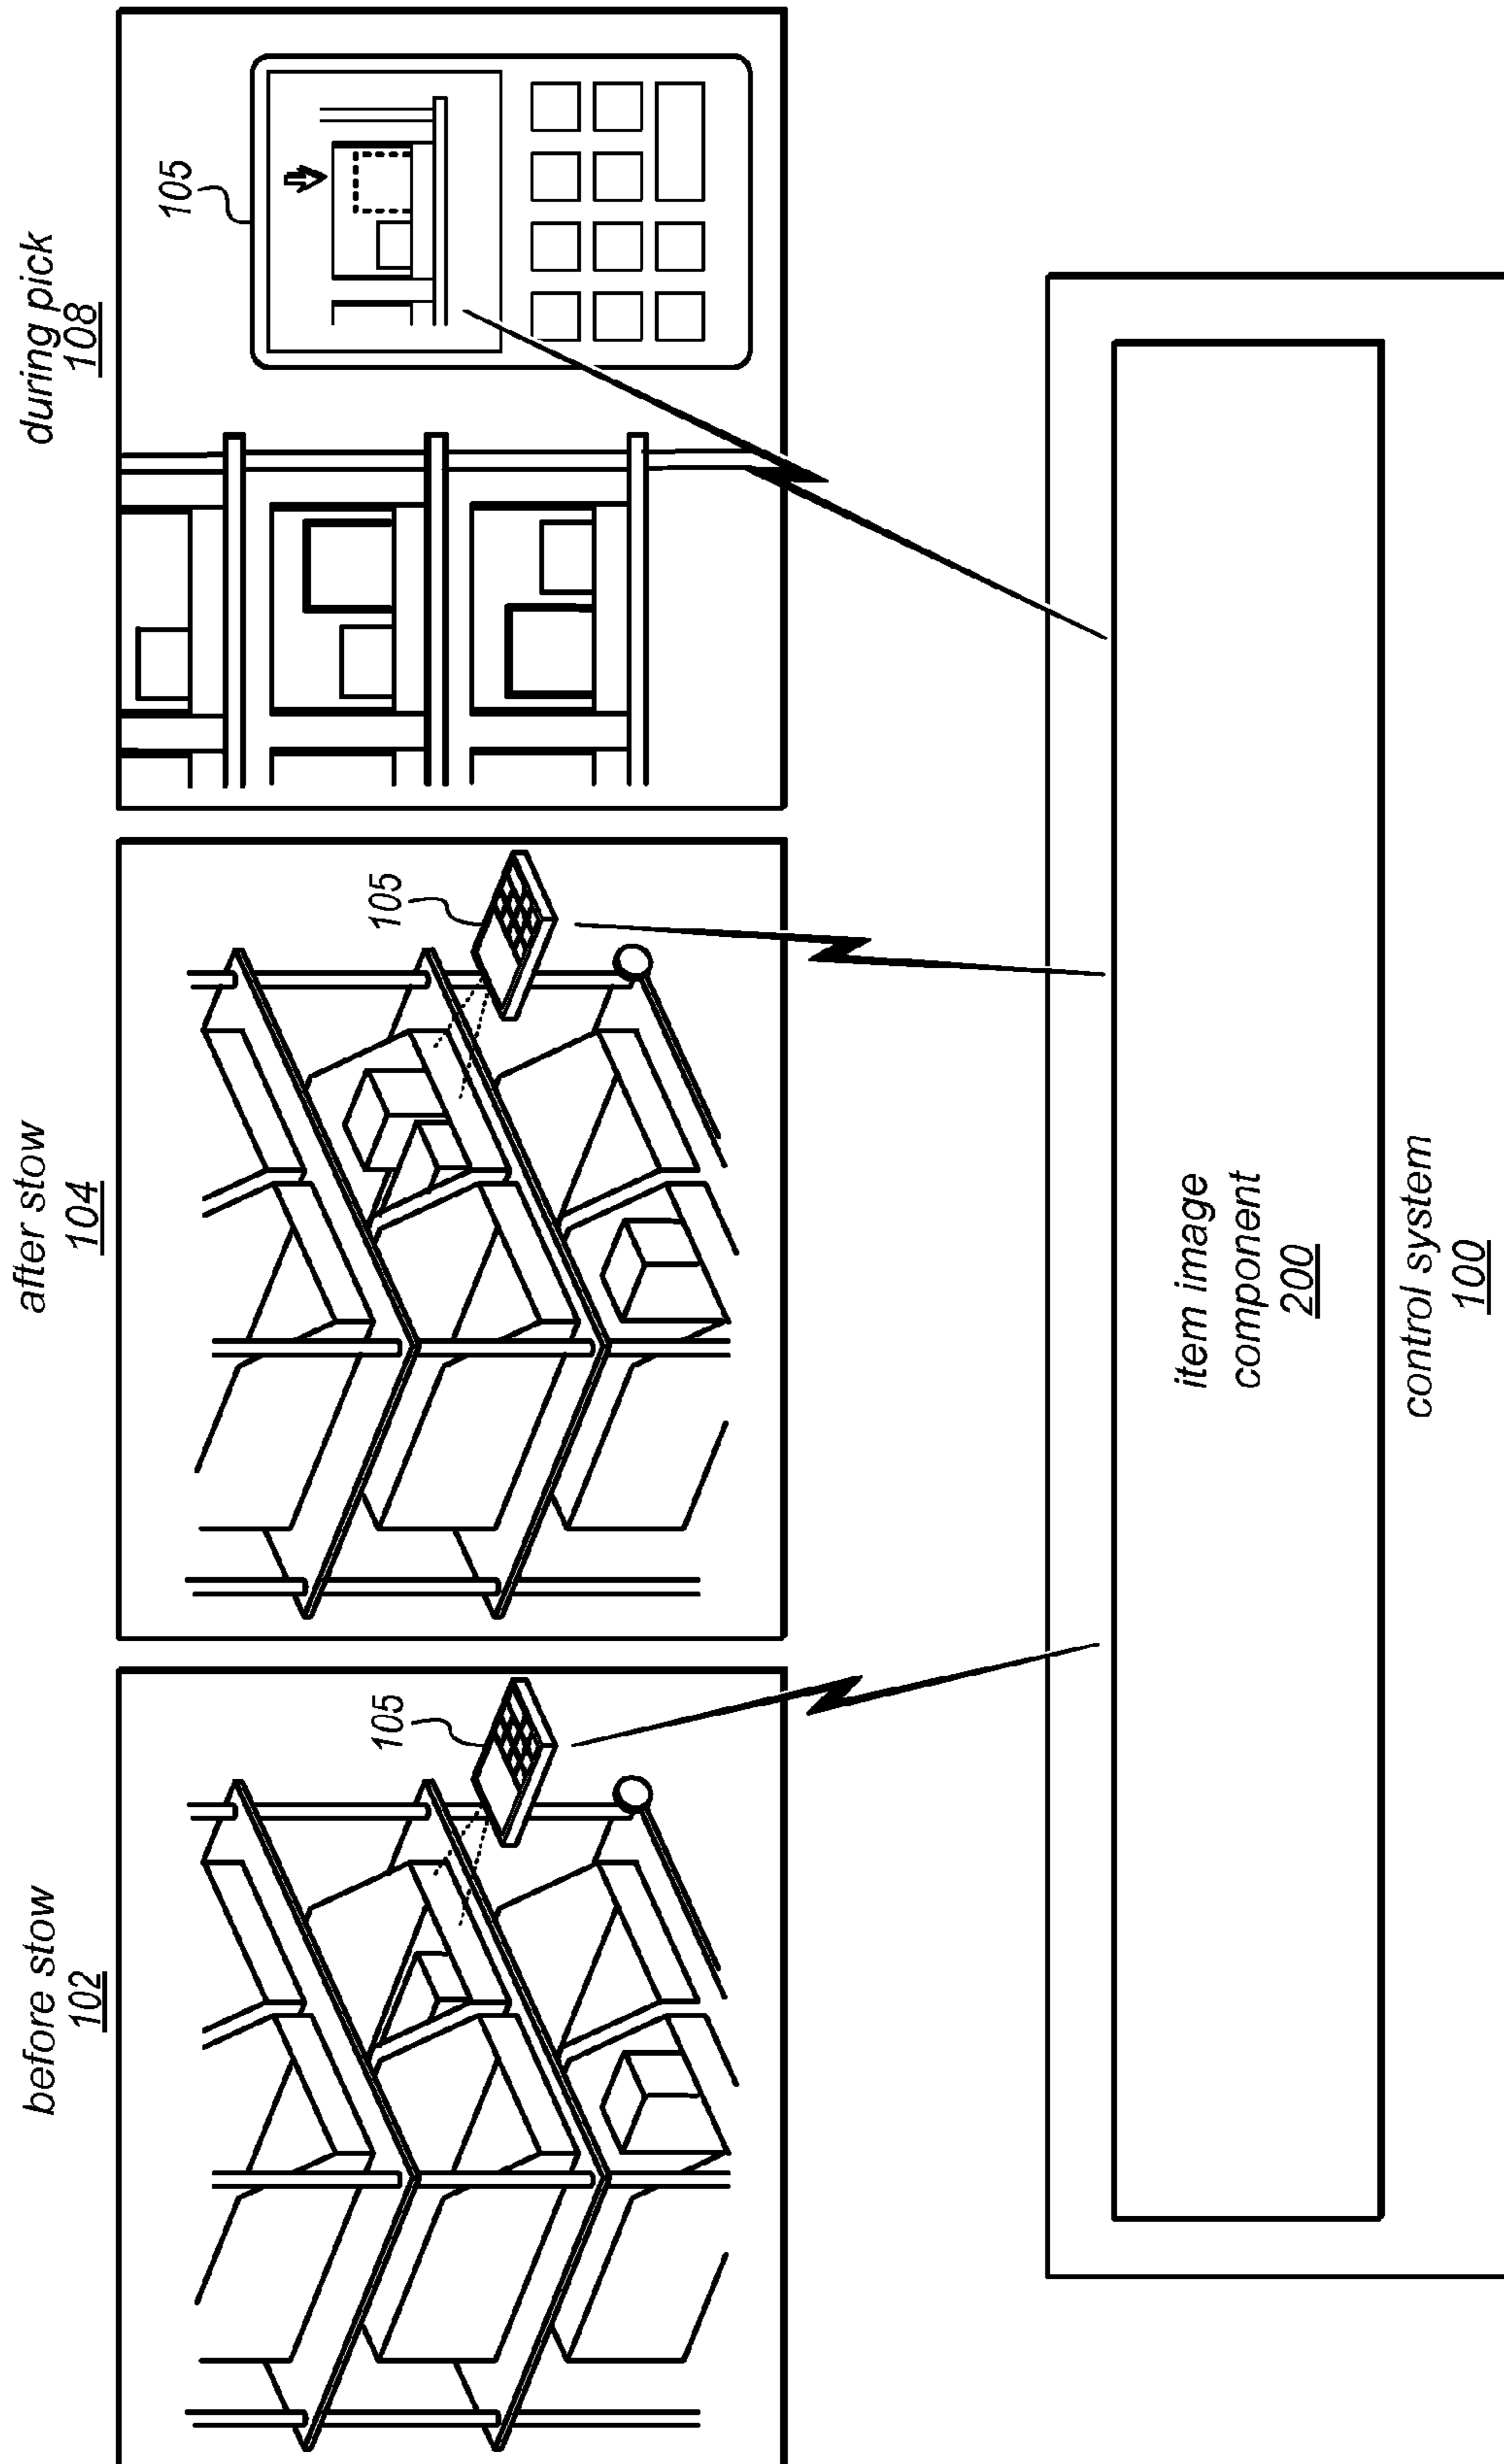 before stow
102
105
after stow
104
105
during pick
108
105
item image
component
200
control system
100